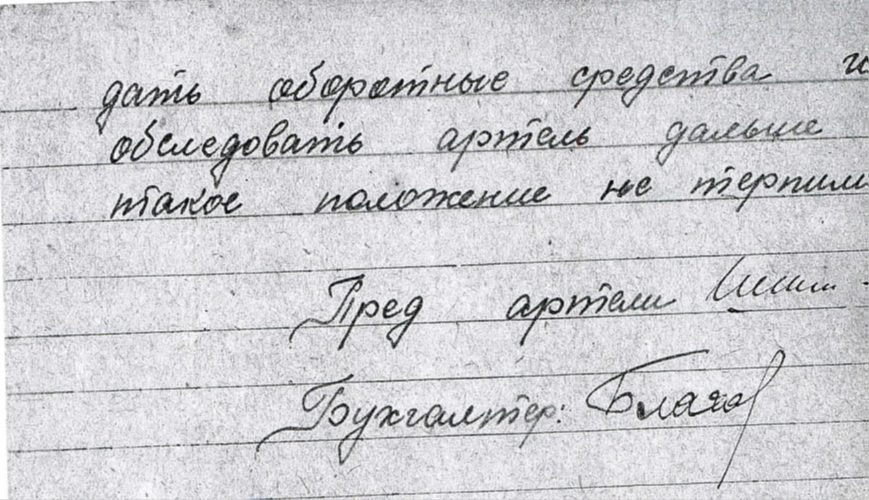 дать оборотные средства и
обследовать артель дальше
такое положение не терпим
Пред артели
Бухгалтер: